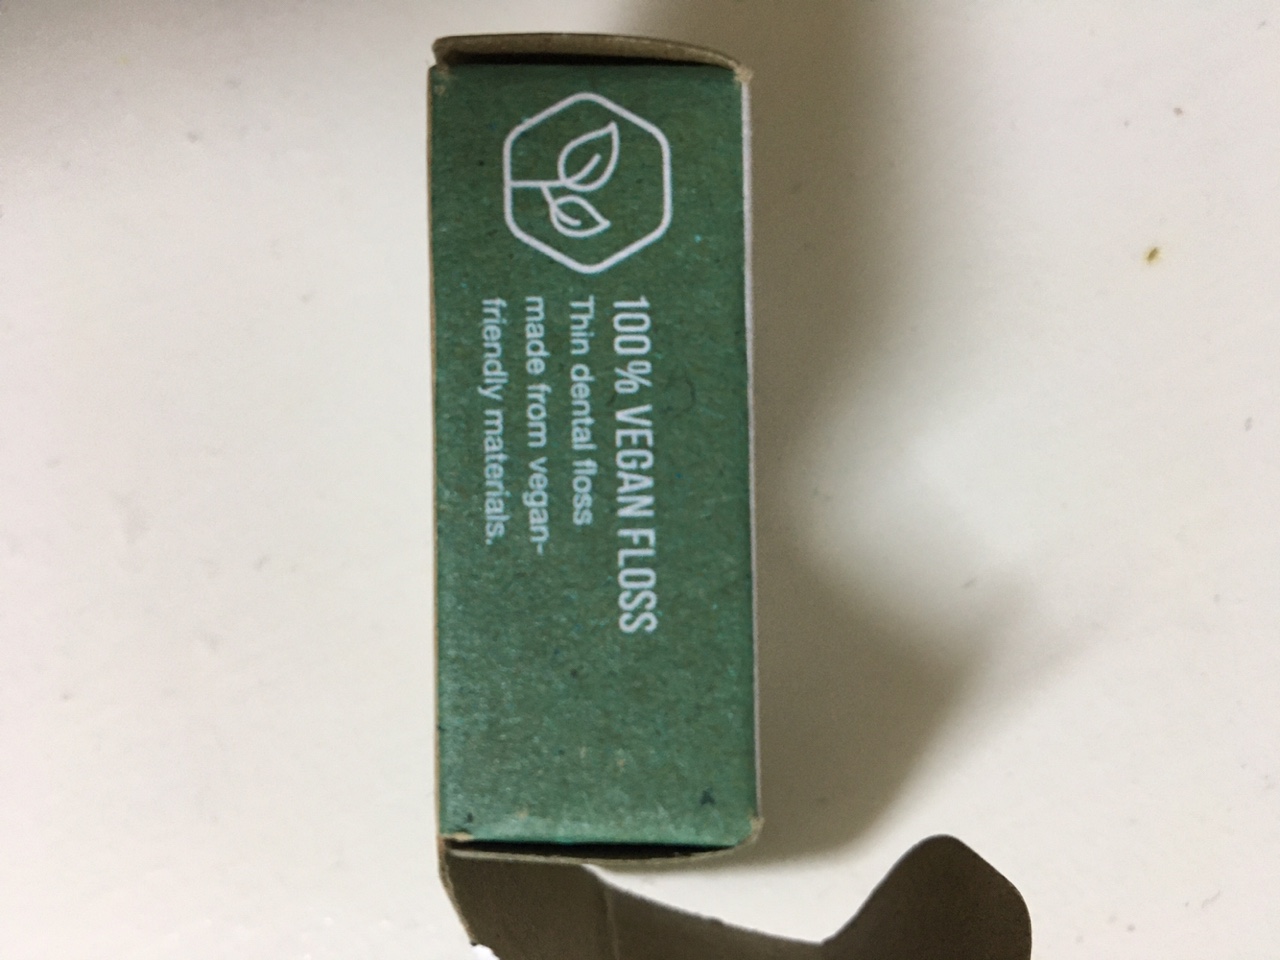 100% VEGAN FLOSS
Thin dental floss
made from vegan-
friendly materials.